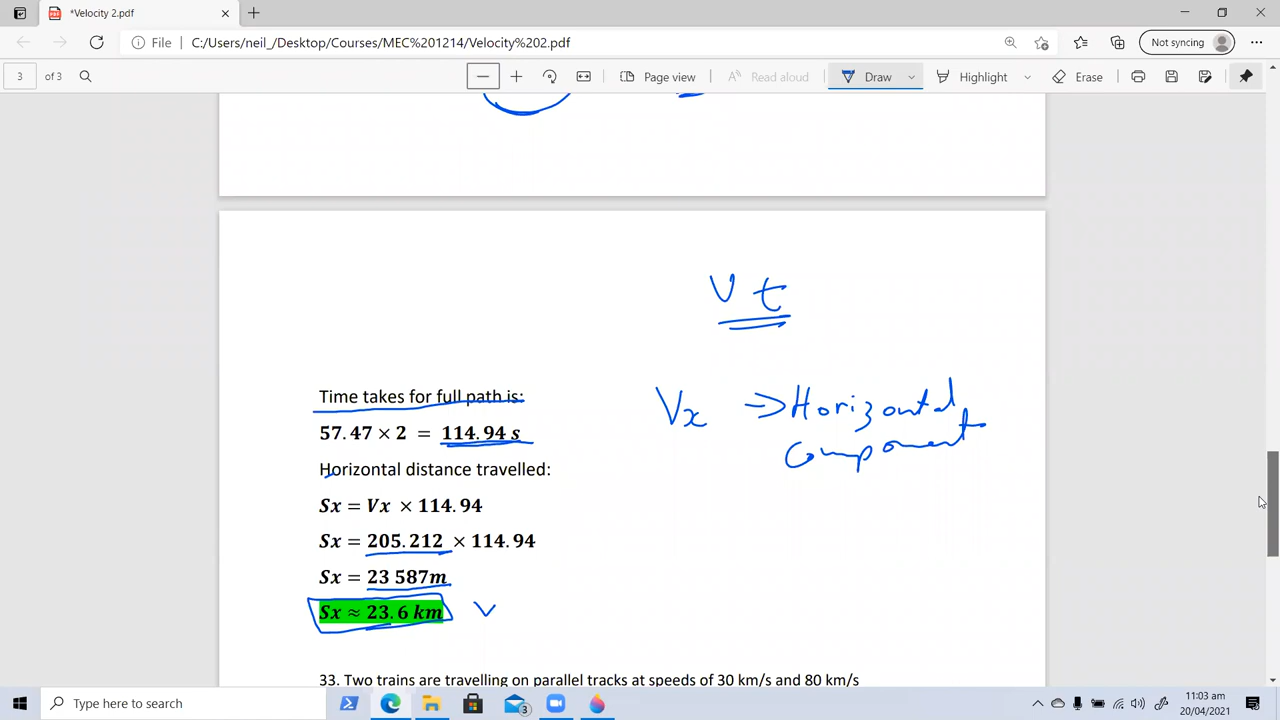 *Velocity 2.pdf
File C:/Users/neil_/Desktop/Courses/MEC%201214/Velocity%202.pdf
Not syncing
3 of 3
Page view
Read aloud
Draw
Highlight
Erase
V t
Time takes for full path is:
Vx ⇒ Horizontal
component
57.47 × 2 = 114.94 s
Horizontal distance travelled:
Sx = Vx × 114.94
Sx = 205.212 × 114.94
Sx = 23 587m
Sx ≈ 23.6 km
33. Two trains are travelling on parallel tracks at speeds of 30 km/s and 80 km/s
Type here to search
3
11:03 am
20/04/2021